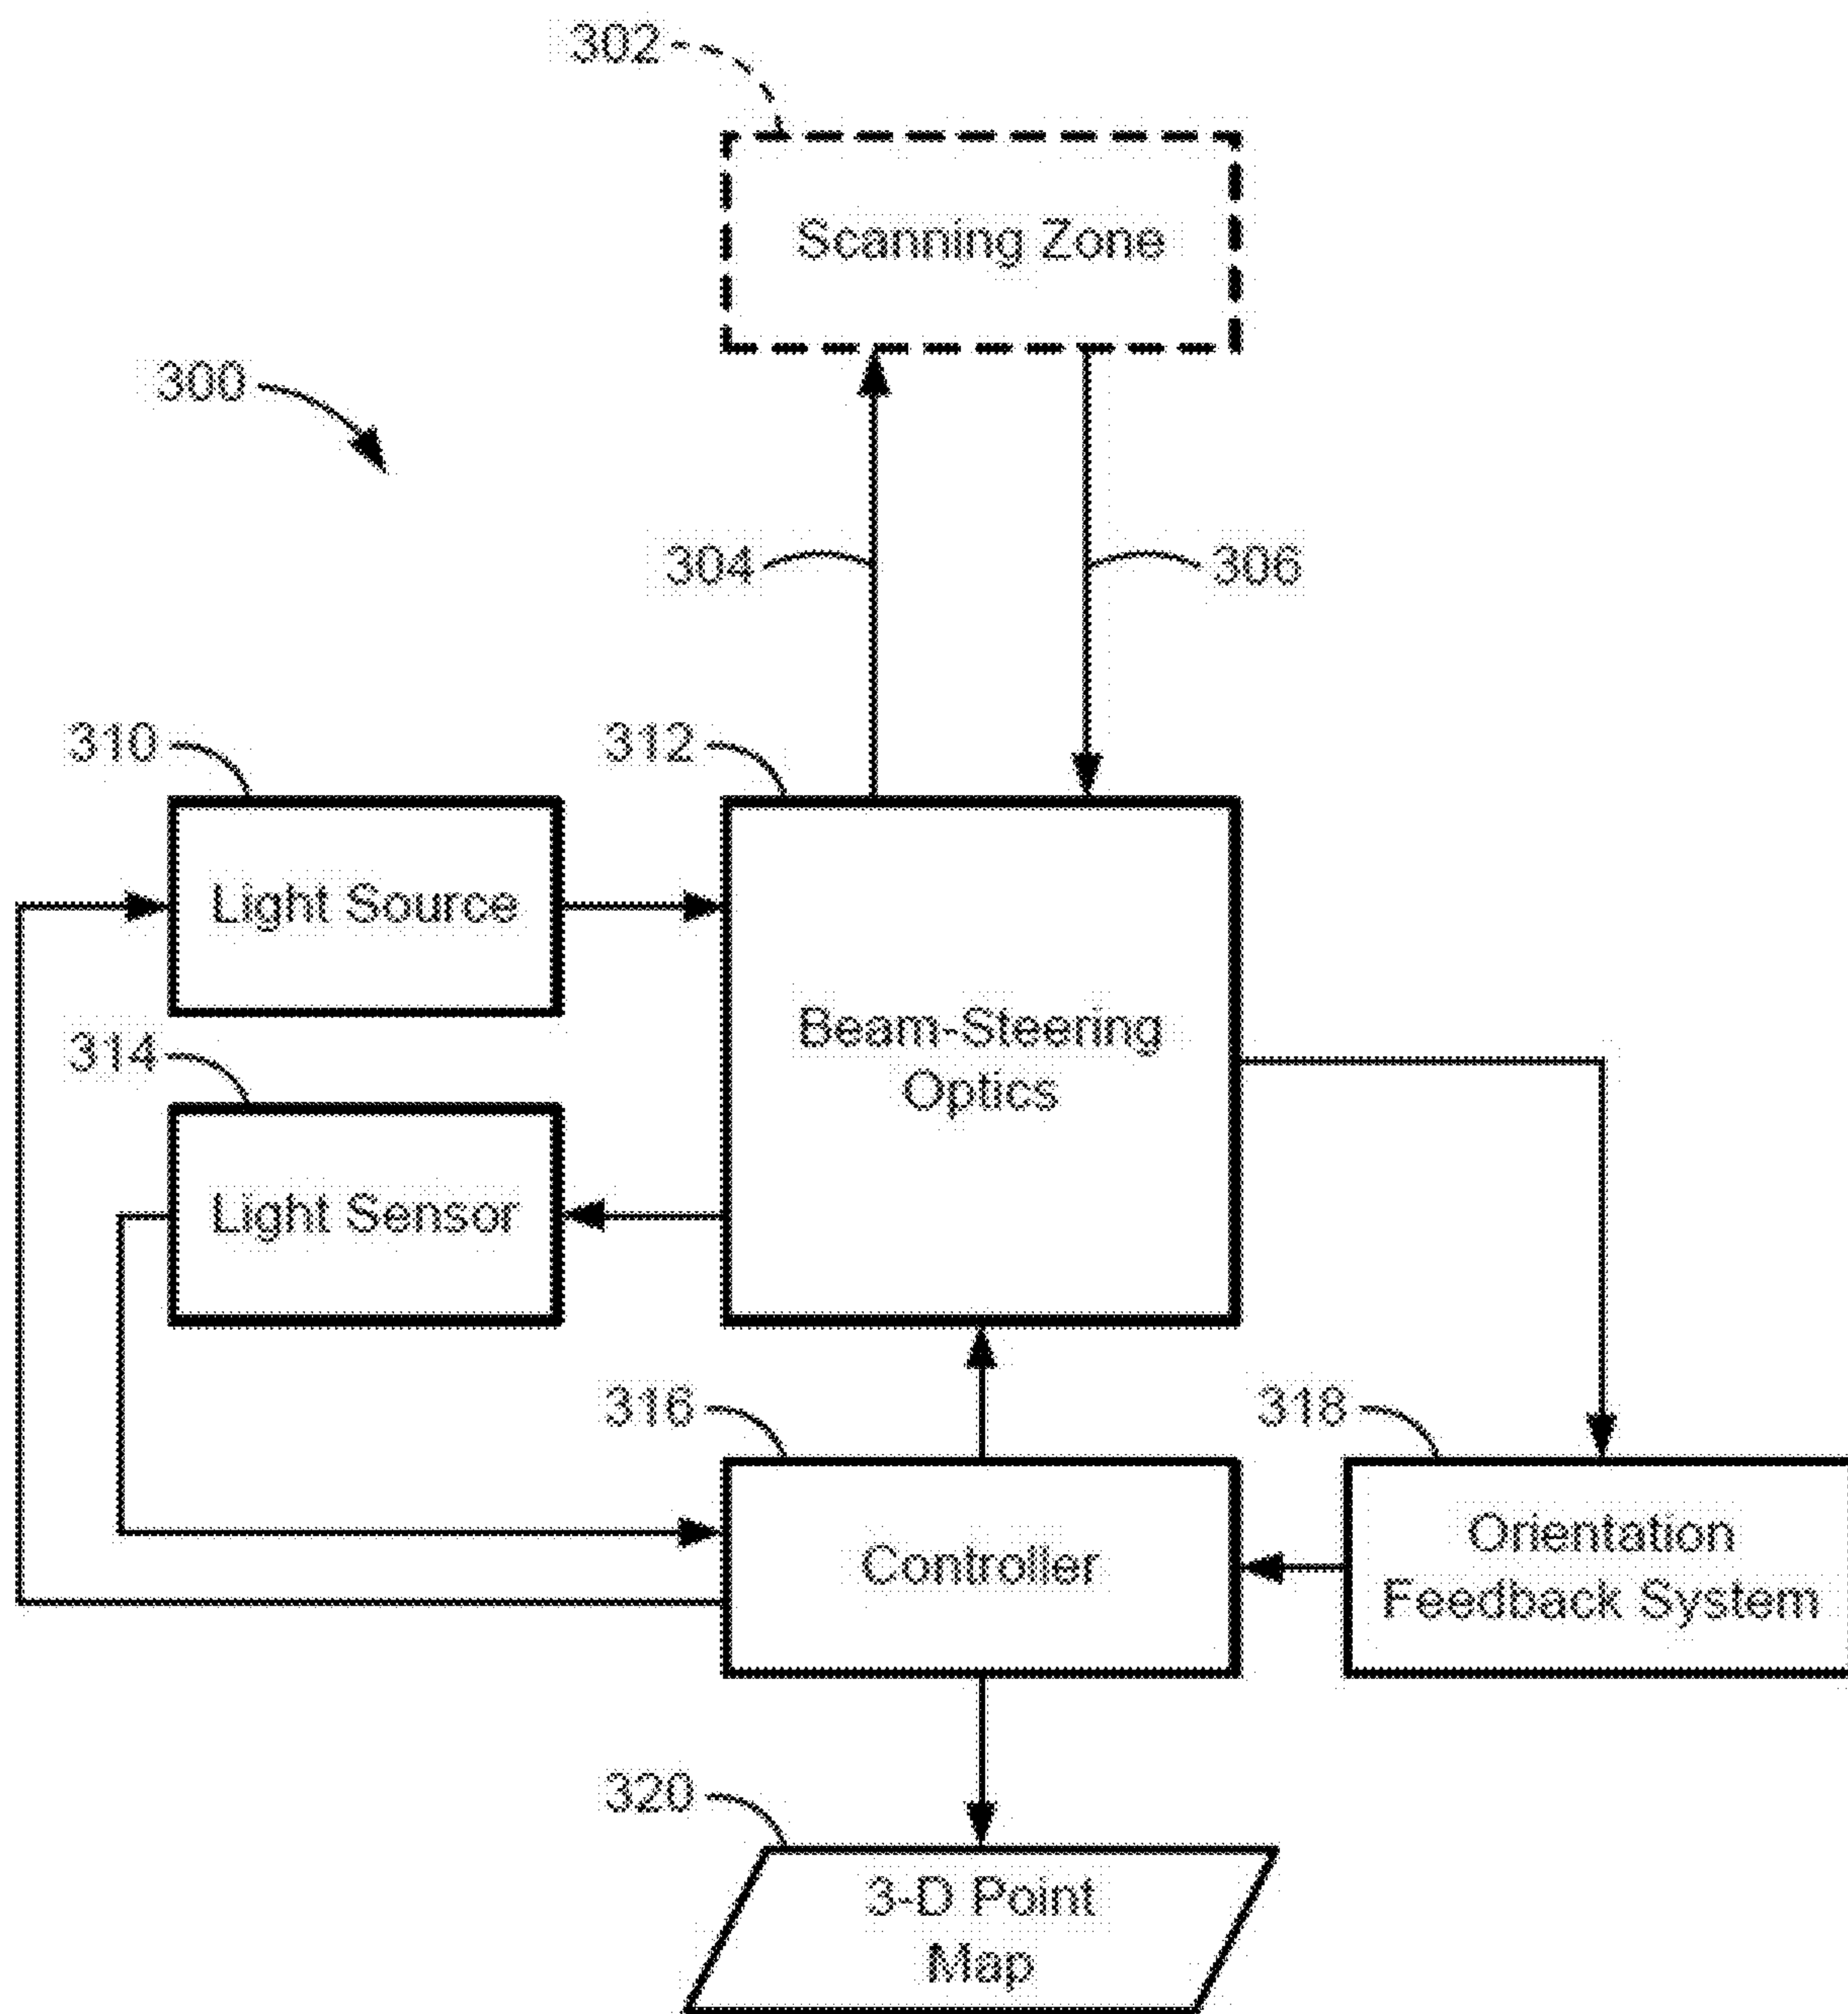 302
Scanning Zone
300
304
306
310
312
Light Source
314
Beam-Steering
Optics
Light Sensor
316
318
Controller
Orientation
Feedback System
320
3-D Point
Map